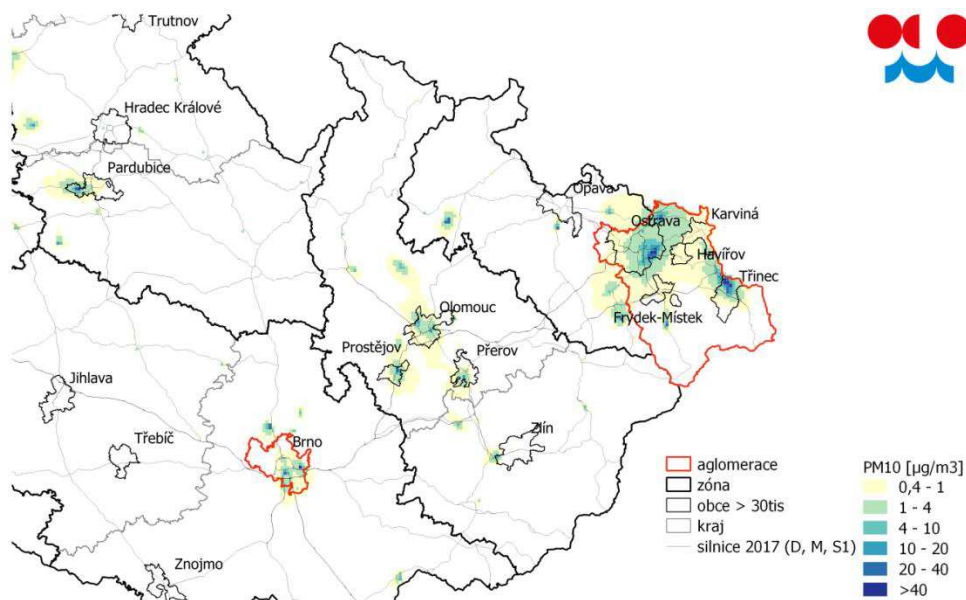 Trutnov
Hradec Králové
Pardubice
Opava
Karviná
Ostrava
Havířov
Třinec
Frýdek-Místek
Olomouc
Prostějov
Přerov
Jihlava
Třebíč
Brno
Zlín
Znojmo
aglomerace
zóna
obce > 30tis
kraj
silnice 2017 (D, M, S1)
PM10 [µg/m3]
0,4 - 1
1 - 4
4 - 10
10 - 20
20 - 40
>40